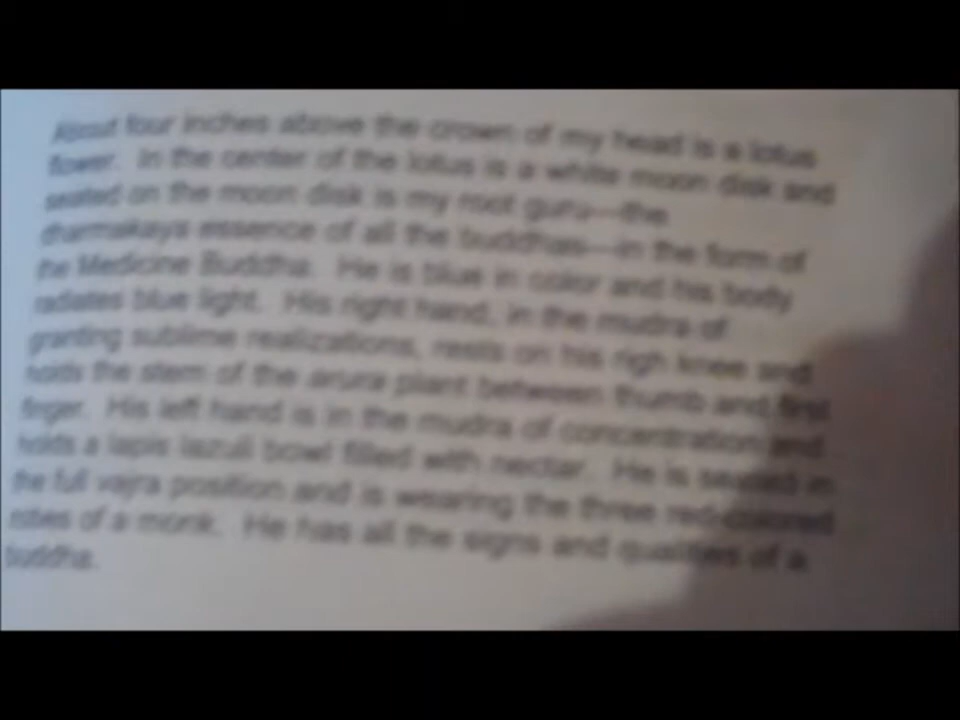 About four inches above the crown of my head is a lotus
flower. In the center of the lotus is a white moon disk and
seated on the moon disk is my root guru—the
dharmakaya essence of all the buddhas—in the form of
the Medicine Buddha. He is blue in color and his body
radiates blue light. His right hand, in the mudra of
granting sublime realizations, rests on his righ knee and
holds the stem of the arura plant between thumb and first
finger. His left hand is in the mudra of concentration and
holds a lapis lazuli bowl filled with nectar. He is seated in
the full vajra position and is wearing the three red-colored
robes of a monk. He has all the signs and qualities of a
buddha.